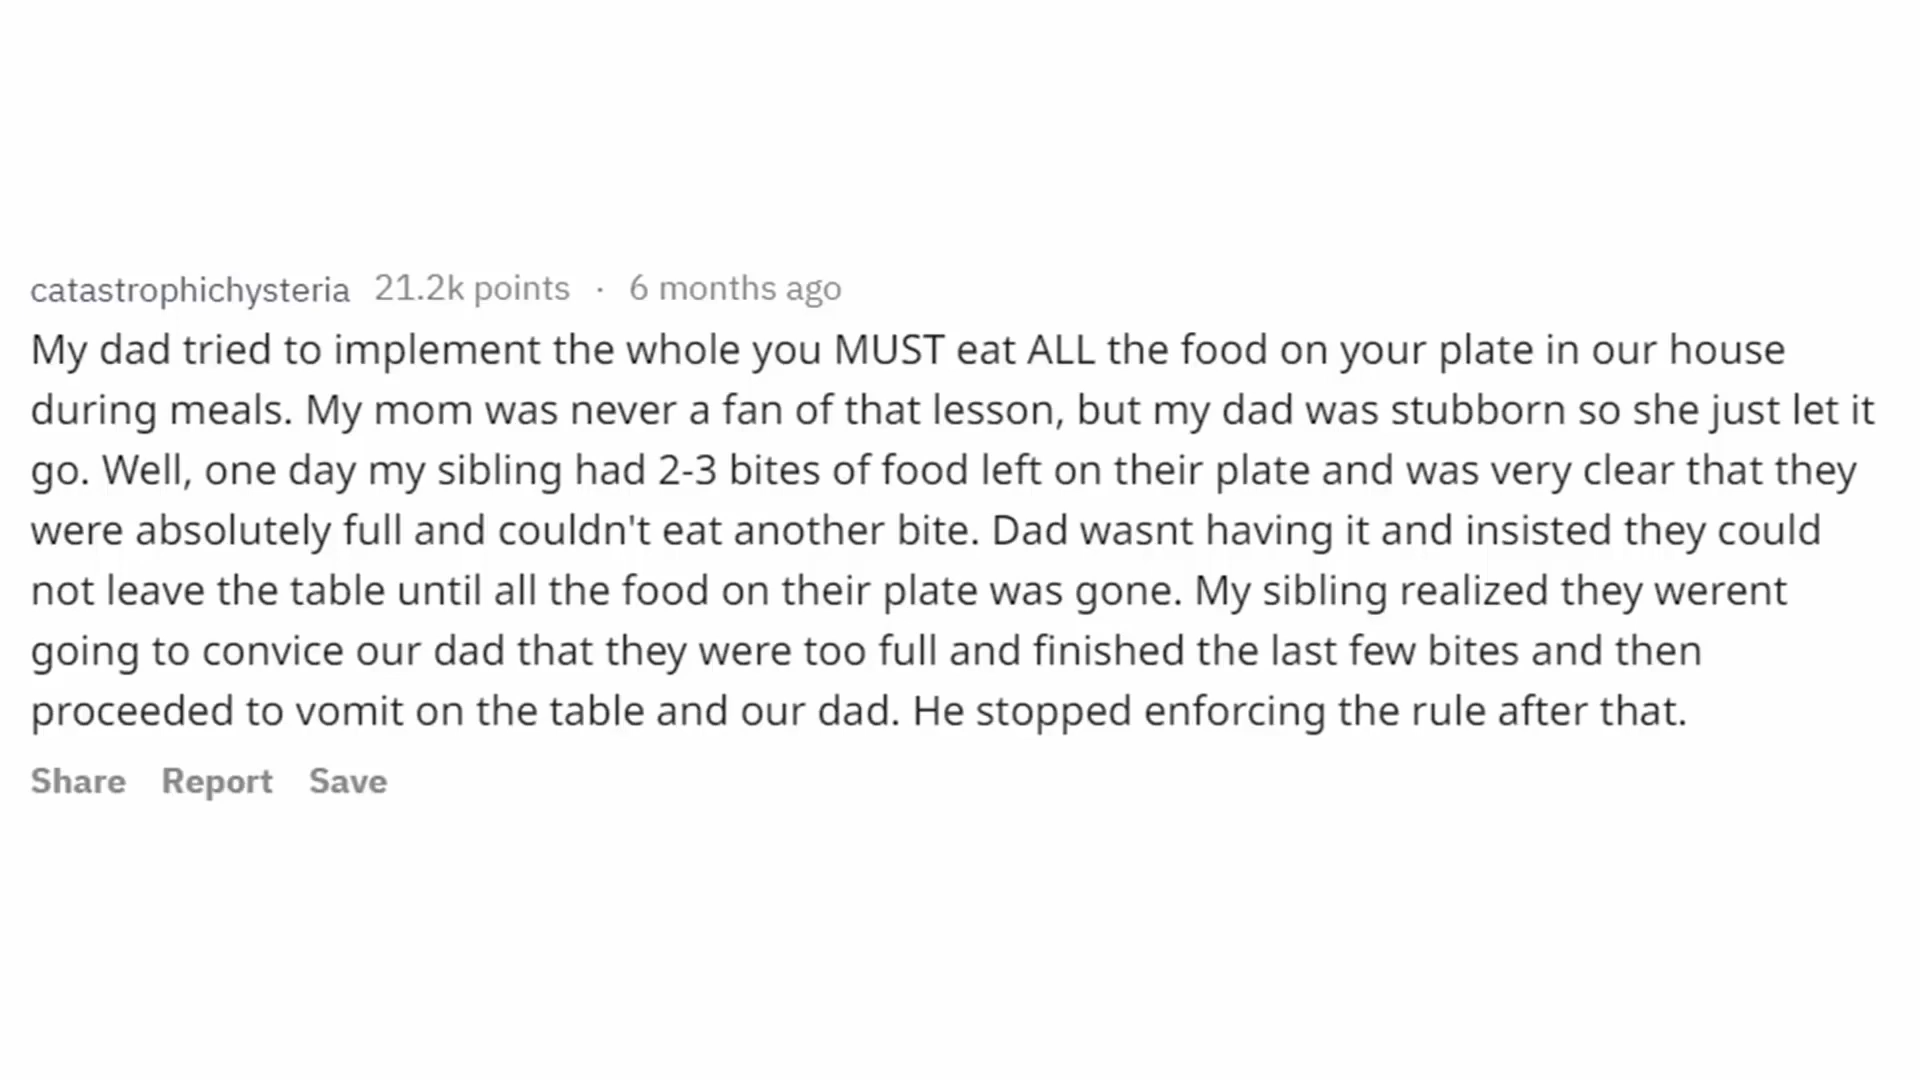 catastrophichysteria 21.2k points · 6 months ago
My dad tried to implement the whole you MUST eat ALL the food on your plate in our house
during meals. My mom was never a fan of that lesson, but my dad was stubborn so she just let it
go. Well, one day my sibling had 2-3 bites of food left on their plate and was very clear that they
were absolutely full and couldn't eat another bite. Dad wasnt having it and insisted they could
not leave the table until all the food on their plate was gone. My sibling realized they werent
going to convice our dad that they were too full and finished the last few bites and then
proceeded to vomit on the table and our dad. He stopped enforcing the rule after that.
Share Report Save